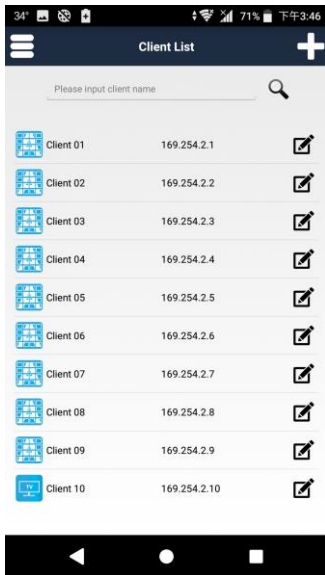 34° 71% 下午3:46
Client List
Please input client name
Client 01 169.254.2.1
Client 02 169.254.2.2
Client 03 169.254.2.3
Client 04 169.254.2.4
Client 05 169.254.2.5
Client 06 169.254.2.6
Client 07 169.254.2.7
Client 08 169.254.2.8
Client 09 169.254.2.9
TV Client 10 169.254.2.10